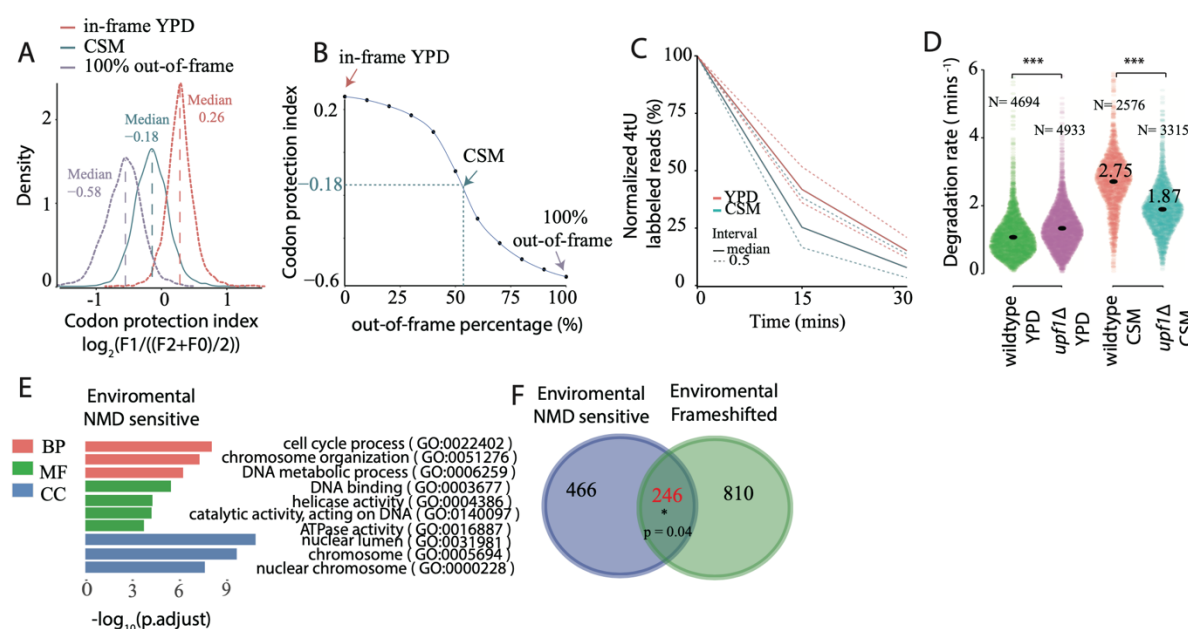 A
in-frame YPD
CSM
100% out-of-frame
Median
0.26
Median
−0.18
Median
−0.58
Density
2
1
0
-1
0
1
Codon protection index
log2(F1/((F2+F0)/2))
B
in-frame YPD
Codon protection index
0.2
−0.18
−0.6
CSM
100%
out-of-frame
0
25
50
75
100
out-of-frame percentage (%)
C
Normalized 4tU
labeled reads (%)
100
75
50
25
0
YPD
CSM
Interval
median
0.5
0
15
30
Time (mins)
D
Degradation rate ( mins -1)
6
4
2
0
***
***
N= 4694
N= 4933
N= 2576
N= 3315
2.75
1.87
wildtype
YPD
upf1Δ
YPD
wildtype
CSM
upf1Δ
CSM
E
Enviromental
NMD sensitive
BP
MF
CC
cell cycle process ( GO:0022402)
chromosome organization (GO:0051276)
DNA metabolic process (GO:0006259)
DNA binding (GO:0003677)
helicase activity (GO:0004386)
catalytic activity, acting on DNA (GO:0140097)
ATPase activity (GO:0016887)
nuclear lumen (GO:0031981)
chromosome (GO:0005694)
nuclear chromosome (GO:0000228)
0
3
6
9
-log10(p.adjust)
F
Enviromental
NMD sensitive
Enviromental
Frameshifted
466
246
*
p = 0.04
810